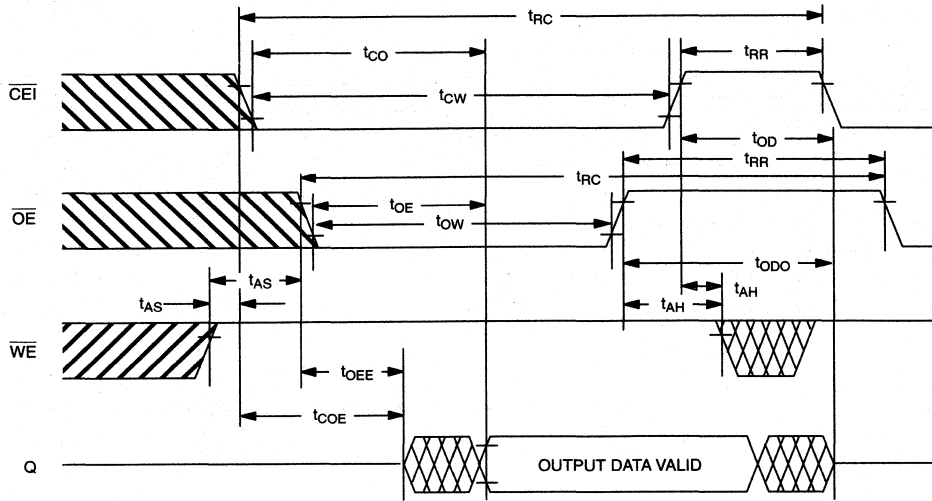 tRC
tCO
tRR
CEI
tCW
tOD
tRR
tRC
OE
tOE
tOW
tODO
tAS
tAS
tAH
tAH
WE
tOEE
tCOE
Q
OUTPUT DATA VALID